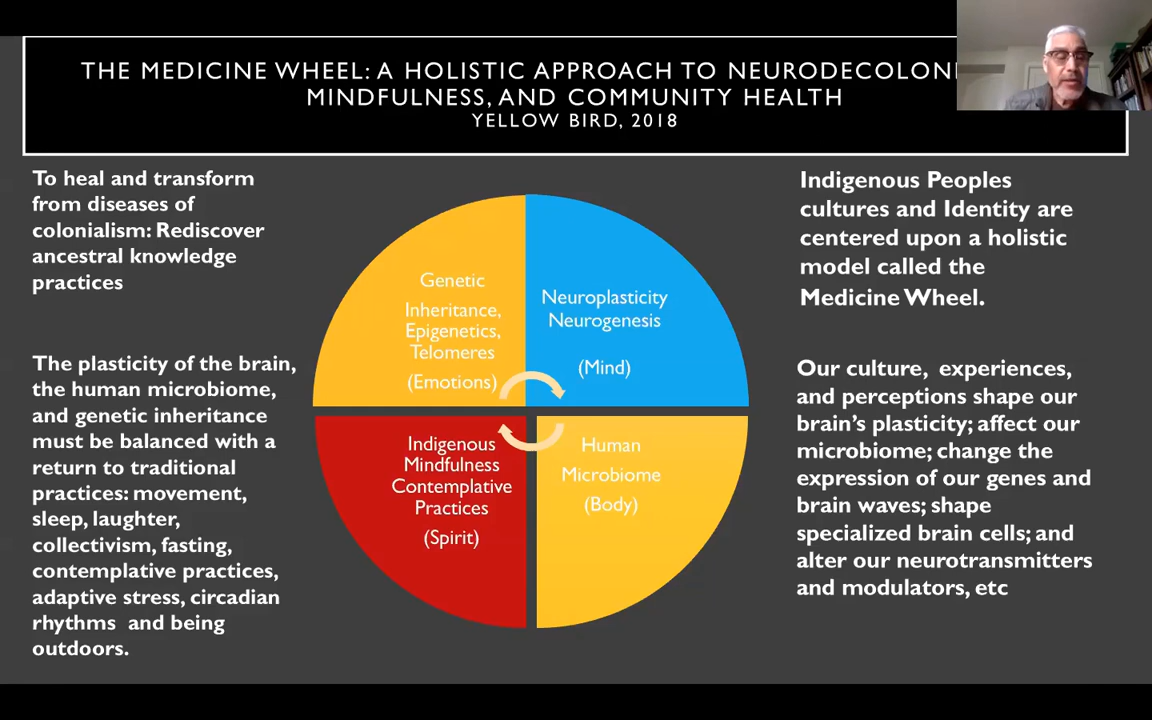 THE MEDICINE WHEEL: A HOLISTIC APPROACH TO
MINDFULNESS, AND COMMUNITY HEALTH
YELLOW BIRD, 2018
To heal and transform
from diseases of
colonialism: Rediscover
ancestral knowledge
practices
The plasticity of the brain,
the human microbiome,
and genetic inheritance
must be balanced with a
return to traditional
practices: movement,
sleep, laughter,
collectivism, fasting,
contemplative practices,
adaptive stress, circadian
rhythms and being
outdoors.
Genetic
Inheritance,
Epigenetics,
Telomeres
(Emotions)
Neuroplasticity
Neurogenesis
(Mind)
Indigenous
Mindfulness
Contemplative
Practices
(Spirit)
Human
Microbiome
(Body)
Indigenous Peoples
cultures and Identity are
centered upon a holistic
model called the
Medicine Wheel.
Our culture, experiences,
and perceptions shape our
brain's plasticity; affect our
microbiome; change the
expression of our genes and
brain waves; shape
specialized brain cells; and
alter our neurotransmitters
and modulators, etc